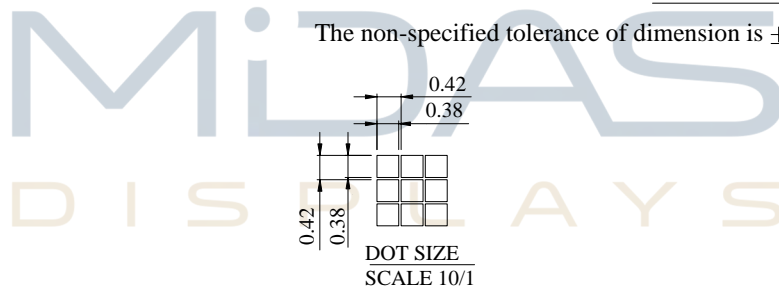 MIDAS
DISPLAYS
The non-specified tolerance of dimension is ±
0.42
0.38
0.42
0.38
DOT SIZE
SCALE 10/1